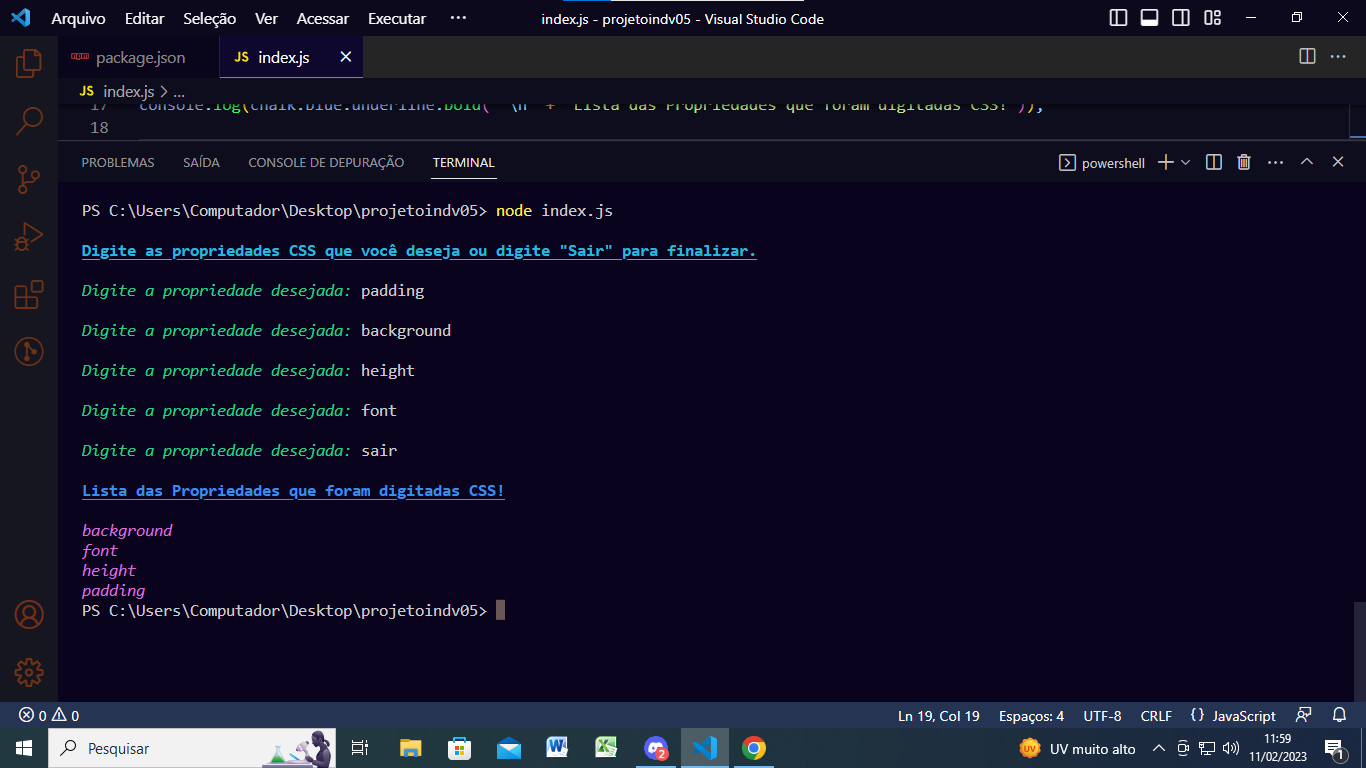 Arquivo Editar Seleção Ver Acessar Executar ··· index.js - projetoindv05 - Visual Studio Code
package.json JS index.js
JS index.js > ...
17 console.log(chalk.blue.underline.bold( "\n" + "Lista das Propriedades que foram digitadas CSS!"));
18
PROBLEMAS SAÍDA CONSOLE DE DEPURAÇÃO TERMINAL powershell
PS C:\Users\Computador\Desktop\projetoindv05> node index.js
Digite as propriedades CSS que você deseja ou digite "Sair" para finalizar.
Digite a propriedade desejada: padding
Digite a propriedade desejada: background
Digite a propriedade desejada: height
Digite a propriedade desejada: font
Digite a propriedade desejada: sair
Lista das Propriedades que foram digitadas CSS!
background
font
height
padding
PS C:\Users\Computador\Desktop\projetoindv05>
0 0 Ln 19, Col 19 Espaços: 4 UTF-8 CRLF {} JavaScript
Pesquisar 2 UV UV muito alto 11:59
11/02/2023 1